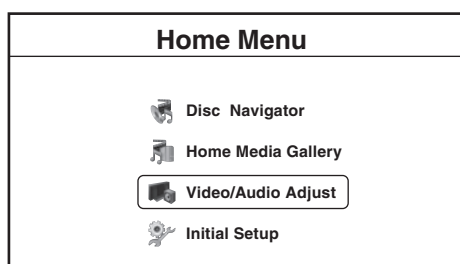 Home Menu
Disc Navigator
Home Media Gallery
Video/Audio Adjust
Initial Setup